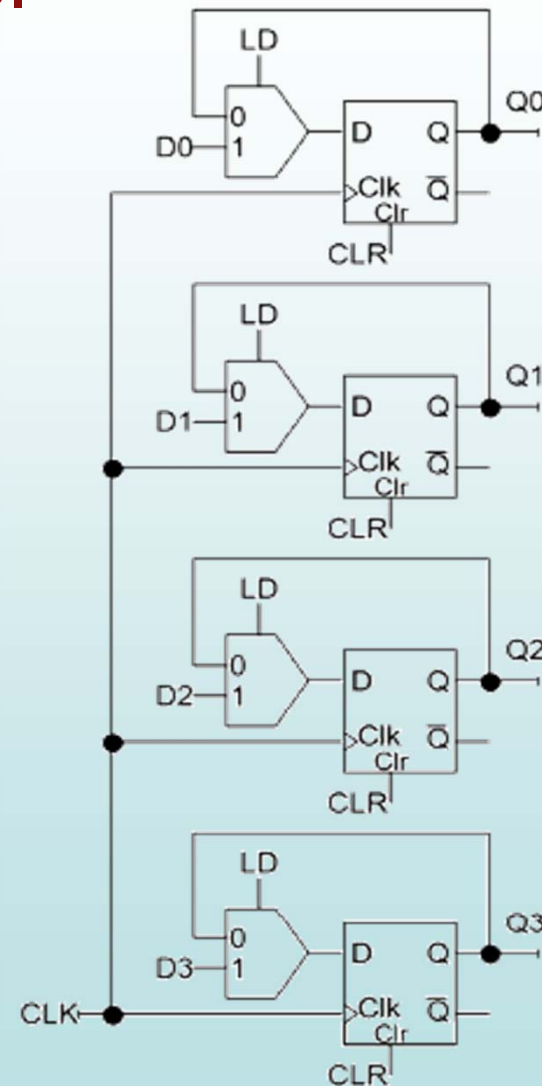 LD
Q0
0
D0 1
D Q
Clk Q̅
Clr
CLR
LD
Q1
0
D1 1
D Q
Clk Q̅
Clr
CLR
LD
Q2
0
D2 1
D Q
Clk Q̅
Clr
CLR
LD
Q3
0
D3 1
D Q
CLK
Clk Q̅
Clr
CLR